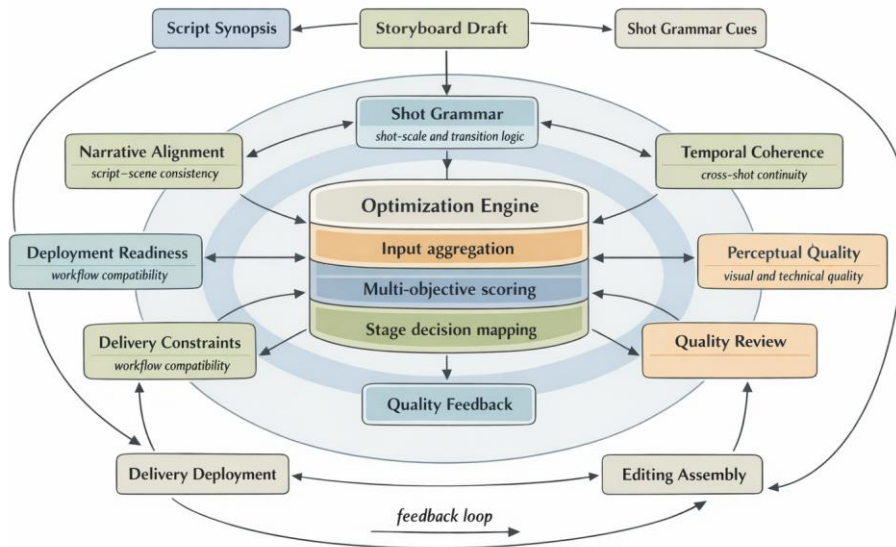 Script Synopsis
Storyboard Draft
Shot Grammar Cues
Shot Grammar
shot-scale and transition logic
Narrative Alignment
script–scene consistency
Temporal Coherence
cross-shot continuity
Optimization Engine
Input aggregation
Multi-objective scoring
Stage decision mapping
Deployment Readiness
workflow compatibility
Perceptual Quality
visual and technical quality
Delivery Constraints
workflow compatibility
Quality Review
Quality Feedback
Delivery Deployment
Editing Assembly
feedback loop